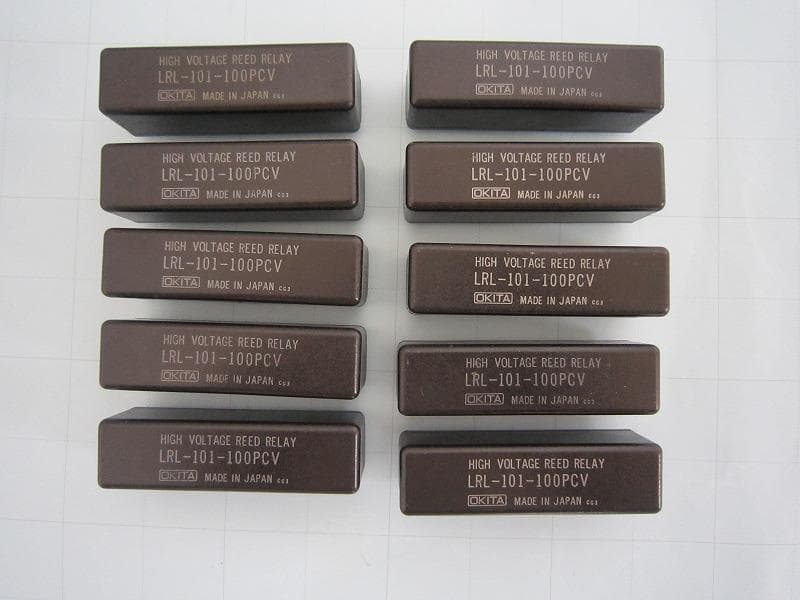 HIGH VOLTAGE REED RELAY
LRL-101-100PCV
OKITA MADE IN JAPAN
HIGH VOLTAGE REED RELAY
LRL-101-100PCV
OKITA MADE IN JAPAN
HIGH VOLTAGE REED RELAY
LRL-101-100PCV
OKITA MADE IN JAPAN
HIGH VOLTAGE REED RELAY
LRL-101-100PCV
OKITA MADE IN JAPAN
HIGH VOLTAGE REED RELAY
LRL-101-100PCV
OKITA MADE IN JAPAN
HIGH VOLTAGE REED RELAY
LRL-101-100PCV
OKITA MADE IN JAPAN
HIGH VOLTAGE REED RELAY
LRL-101-100PCV
OKITA MADE IN JAPAN
HIGH VOLTAGE REED RELAY
LRL-101-100PCV
OKITA MADE IN JAPAN
HIGH VOLTAGE REED RELAY
LRL-101-100PCV
OKITA MADE IN JAPAN
HIGH VOLTAGE REED RELAY
LRL-101-100PCV
OKITA MADE IN JAPAN